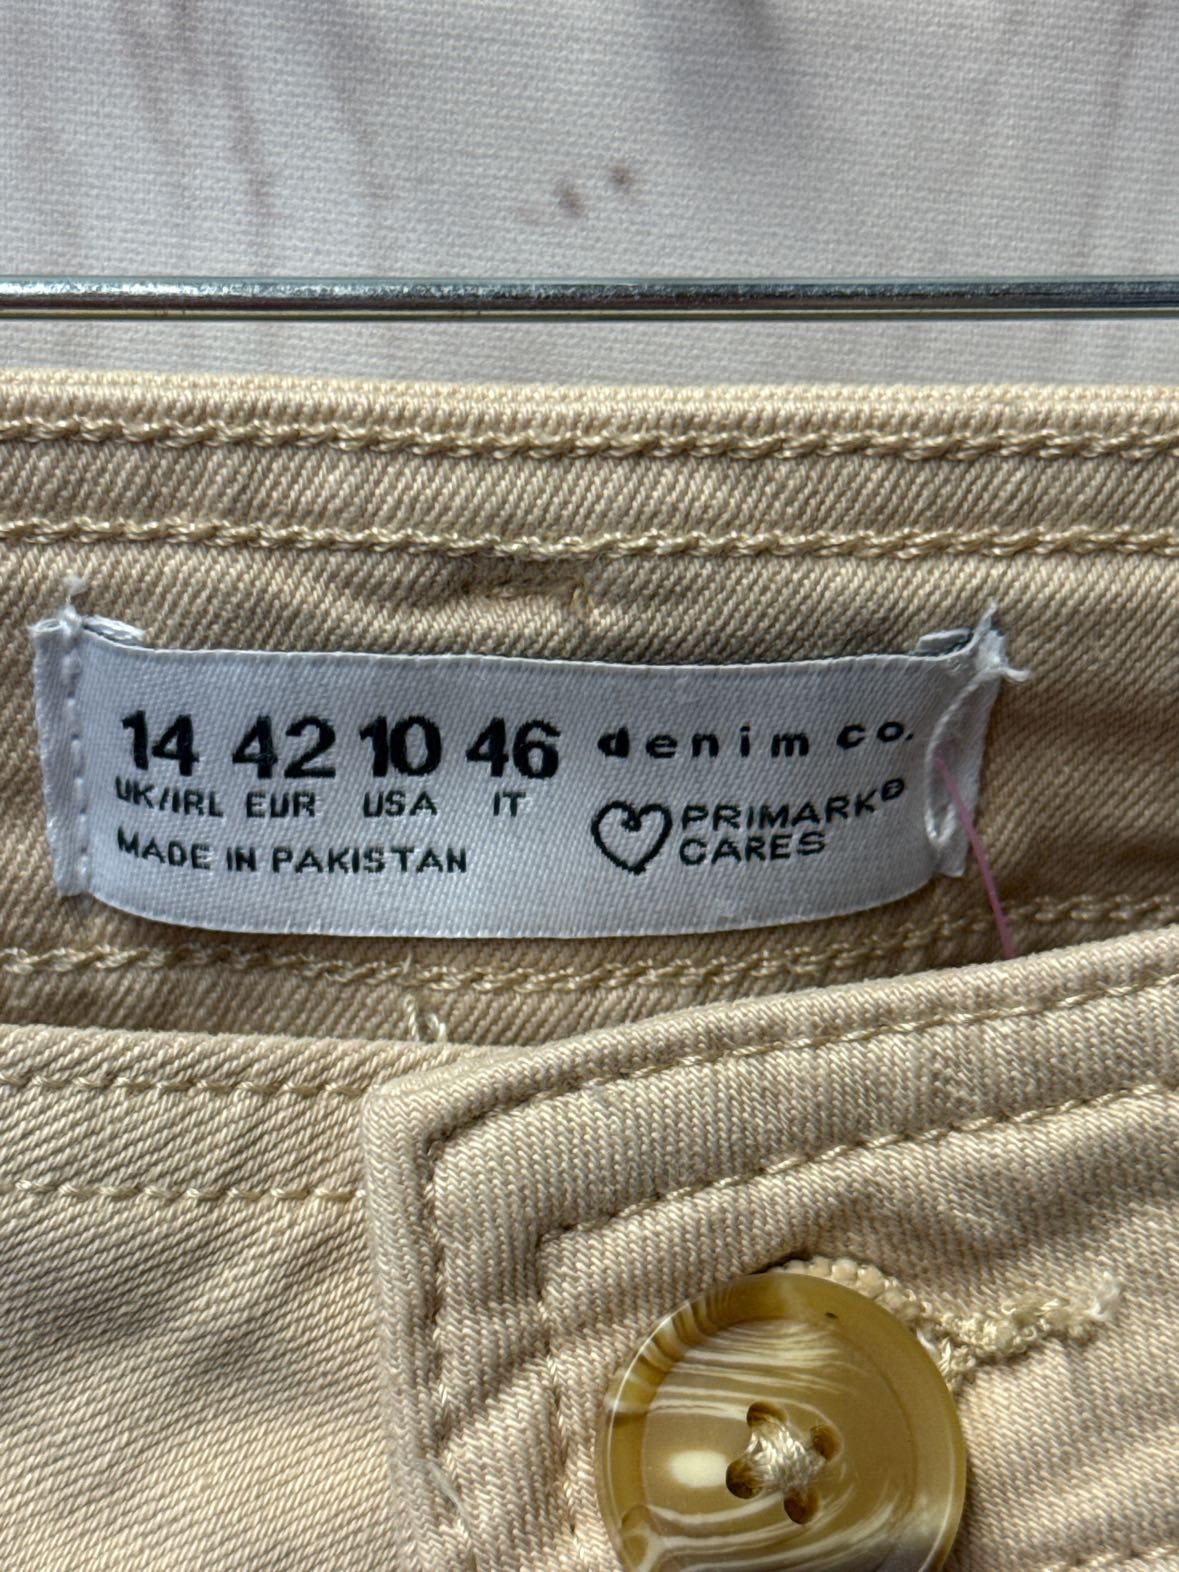 14 42 10 46 denim co.
UK/IRL EUR USA IT
MADE IN PAKISTAN
PRIMARK®
CARES